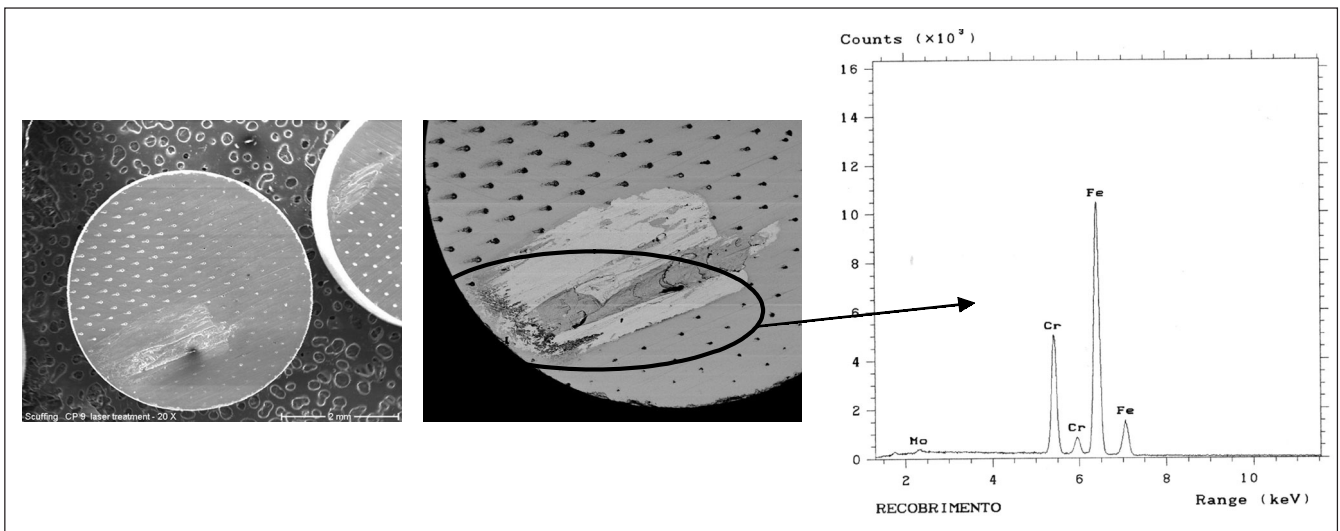 Scuffing CP 9 laser treatment - 20 X
2 mm
Counts (×10³)
16
14
12
10
8
6
4
2
0
Fe
Cr
Cr
Fe
Mo
2 4 6 8 10
RECOBRIMENTO
Range (keV)